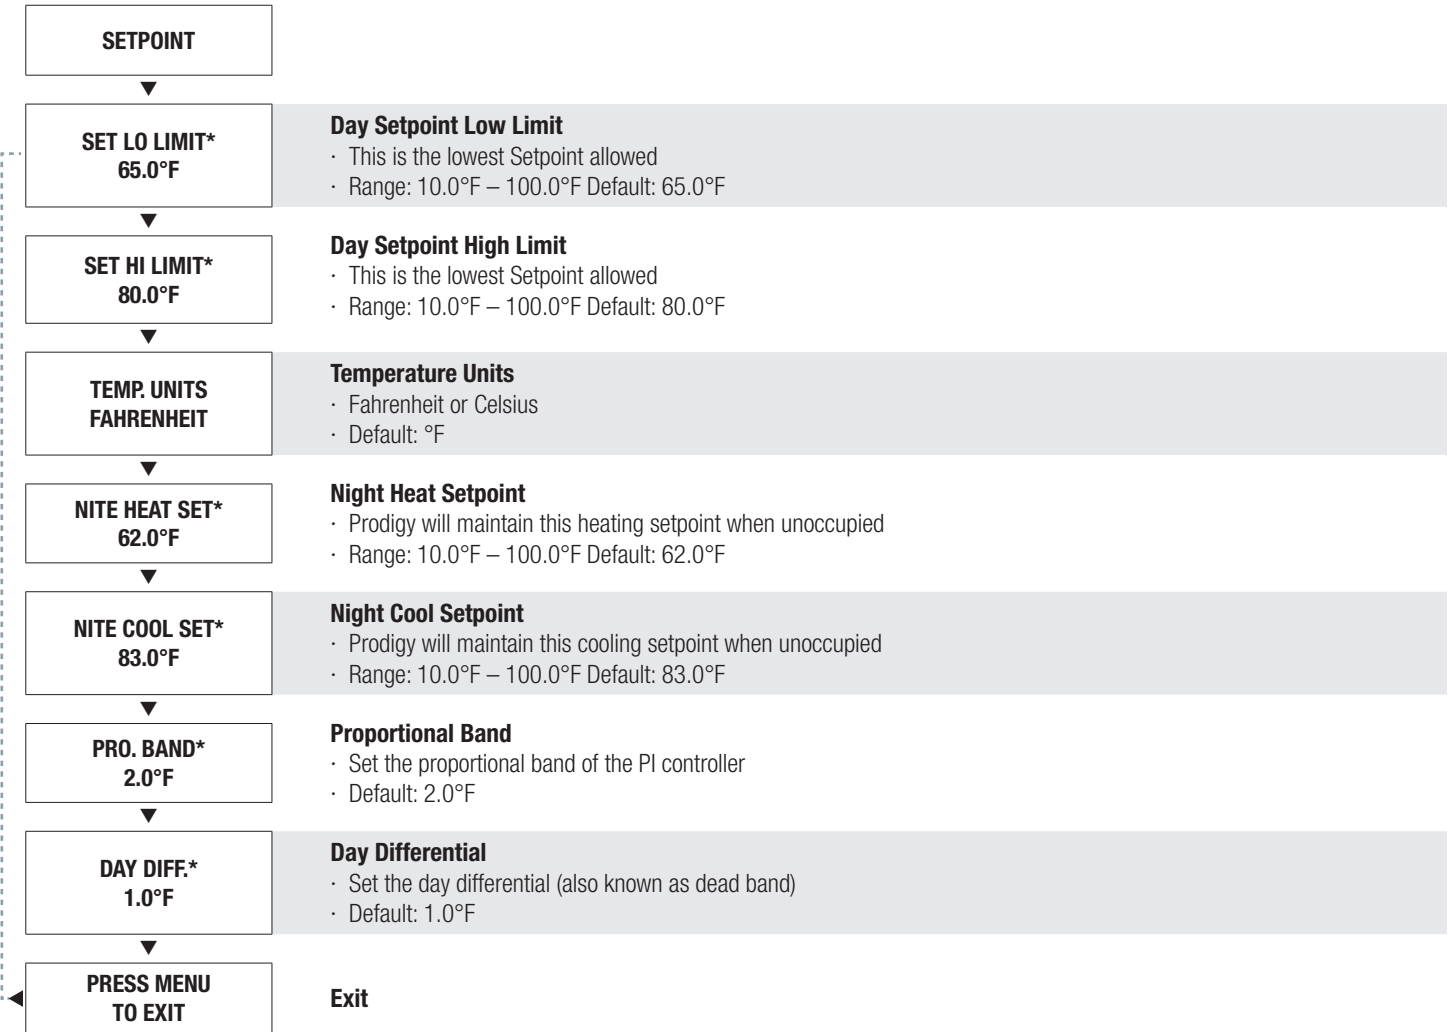 SETPOINT
SET LO LIMIT*
65.0°F
Day Setpoint Low Limit
· This is the lowest Setpoint allowed
· Range: 10.0°F – 100.0°F Default: 65.0°F
SET HI LIMIT*
80.0°F
Day Setpoint High Limit
· This is the lowest Setpoint allowed
· Range: 10.0°F – 100.0°F Default: 80.0°F
TEMP. UNITS
FAHRENHEIT
Temperature Units
· Fahrenheit or Celsius
· Default: °F
NITE HEAT SET*
62.0°F
Night Heat Setpoint
· Prodigy will maintain this heating setpoint when unoccupied
· Range: 10.0°F – 100.0°F Default: 62.0°F
NITE COOL SET*
83.0°F
Night Cool Setpoint
· Prodigy will maintain this cooling setpoint when unoccupied
· Range: 10.0°F – 100.0°F Default: 83.0°F
PRO. BAND*
2.0°F
Proportional Band
· Set the proportional band of the PI controller
· Default: 2.0°F
DAY DIFF.*
1.0°F
Day Differential
· Set the day differential (also known as dead band)
· Default: 1.0°F
PRESS MENU
TO EXIT
Exit